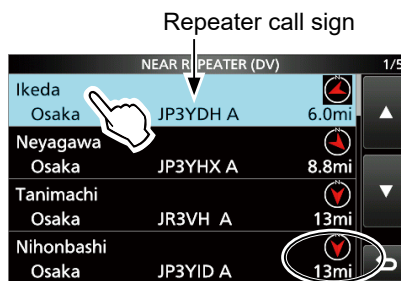 Repeater call sign
NEAR REPEATER (DV) 1/5
Ikeda
Osaka JP3YDH A 6.0mi
Neyagawa
Osaka JP3YHX A 8.8mi
Tanimachi
Osaka JR3VH  A 13mi
Nihonbashi
Osaka JP3YID A 13mi